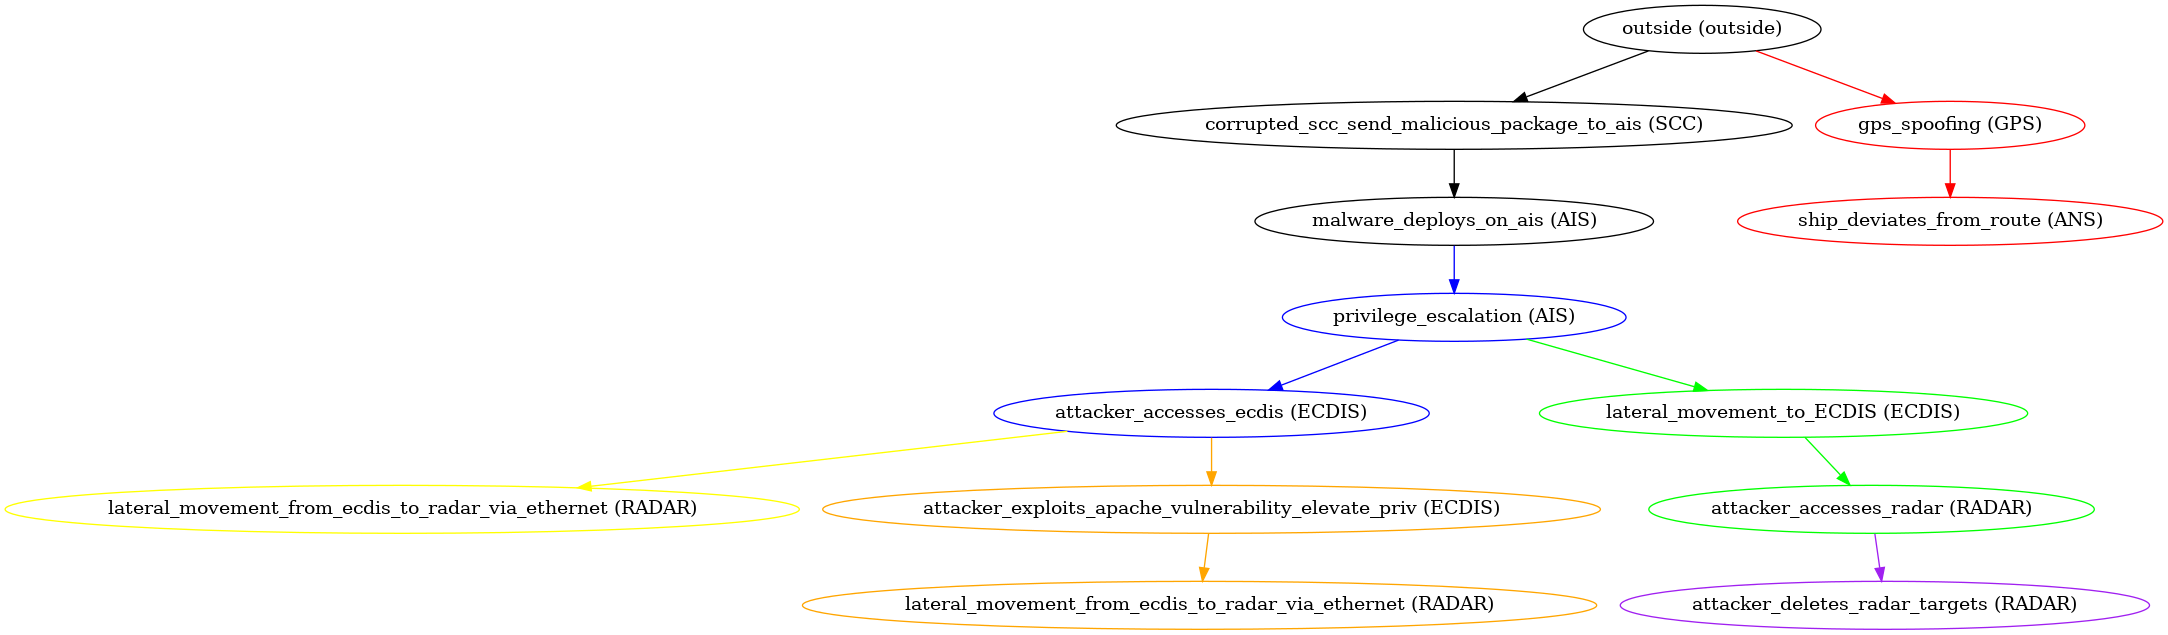 outside (outside)
corrupted_scc_send_malicious_package_to_ais (SCC)
gps_spoofing (GPS)
malware_deploys_on_ais (AIS)
ship_deviates_from_route (ANS)
privilege_escalation (AIS)
attacker_accesses_ecdis (ECDIS)
lateral_movement_to_ECDIS (ECDIS)
lateral_movement_from_ecdis_to_radar_via_ethernet (RADAR)
attacker_exploits_apache_vulnerability_elevate_priv (ECDIS)
attacker_accesses_radar (RADAR)
lateral_movement_from_ecdis_to_radar_via_ethernet (RADAR)
attacker_deletes_radar_targets (RADAR)